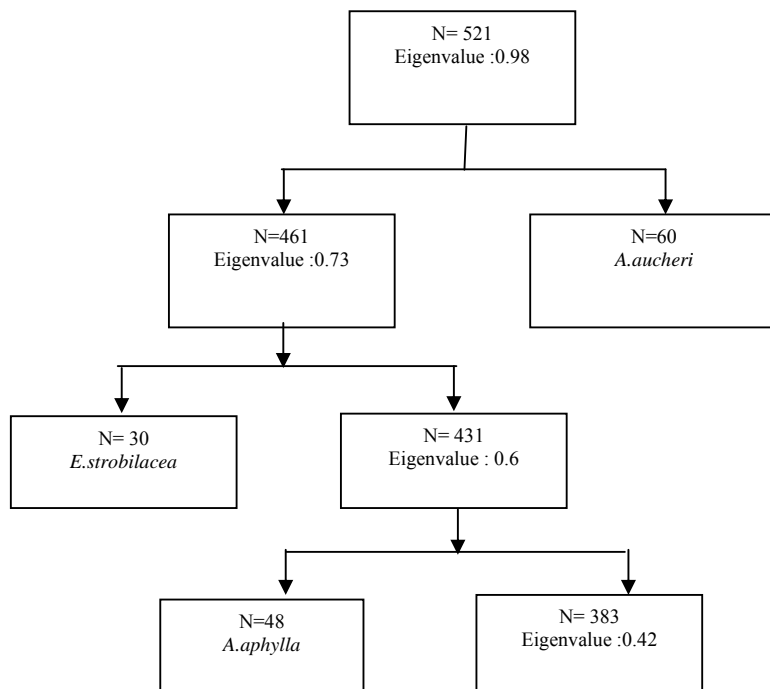 N= 521
Eigenvalue :0.98
N=461
Eigenvalue :0.73
N=60
A.aucheri
N= 30
E.strobilacea
N= 431
Eigenvalue : 0.6
N=48
A.aphylla
N= 383
Eigenvalue :0.42